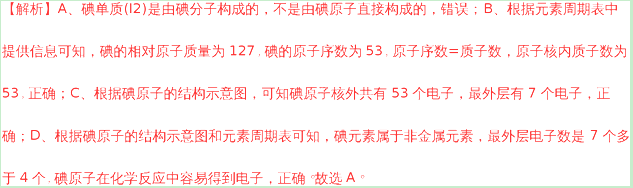 【解析】A、碘单质(I2)是由碘分子构成的，不是由碘原子直接构成的，错误；B、根据元素周期表中
提供信息可知，碘的相对原子质量为 127 . 碘的原子序数为 53 . 原子序数=质子数，原子核内质子数为
53 . 正确；C、根据碘原子的结构示意图，可知碘原子核外共有 53 个电子，最外层有 7 个电子，正
确；D、根据碘原子的结构示意图和元素周期表可知，碘元素属于非金属元素，最外层电子数是 7 个多
于 4 个 . 碘原子在化学反应中容易得到电子，正确。故选 A 。